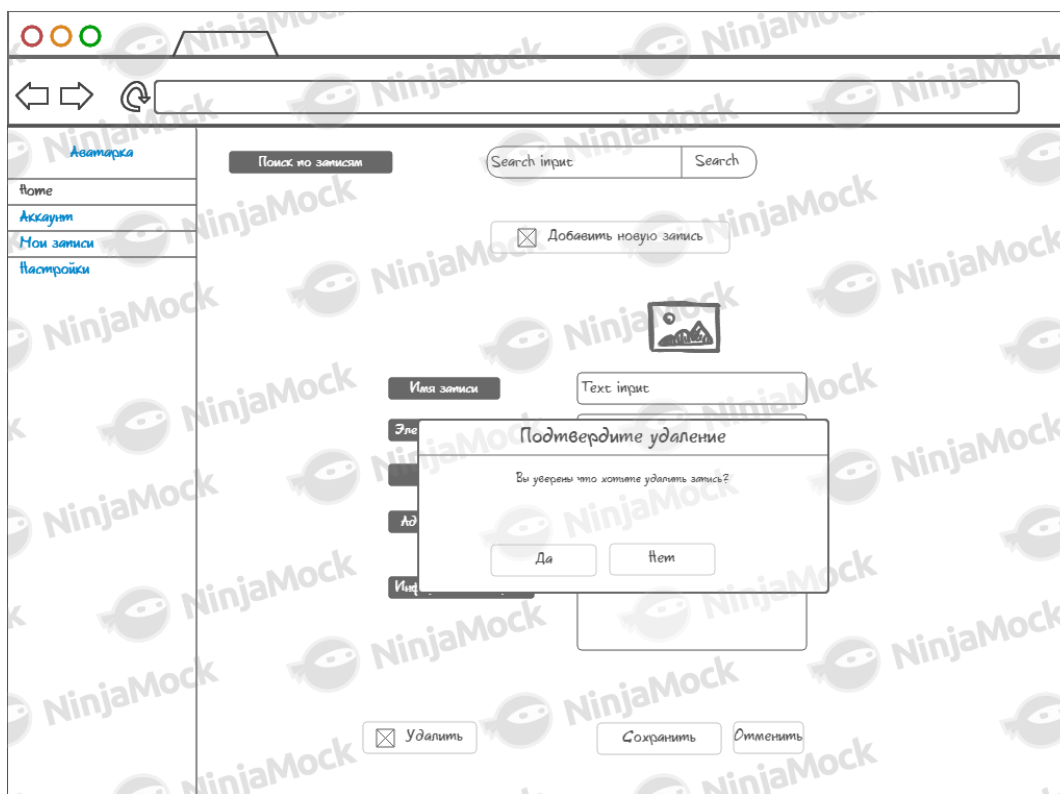 Аватарка
Home
Аккаунт
Мои записи
Настройки
Поиск по записям
Search input Search
Добавить новую запись
Имя записи Text input
Подтвердите удаление
Вы уверены что хотите удалить запись?
Да Нет
Удалить Сохранить Отменить
NinjaMock